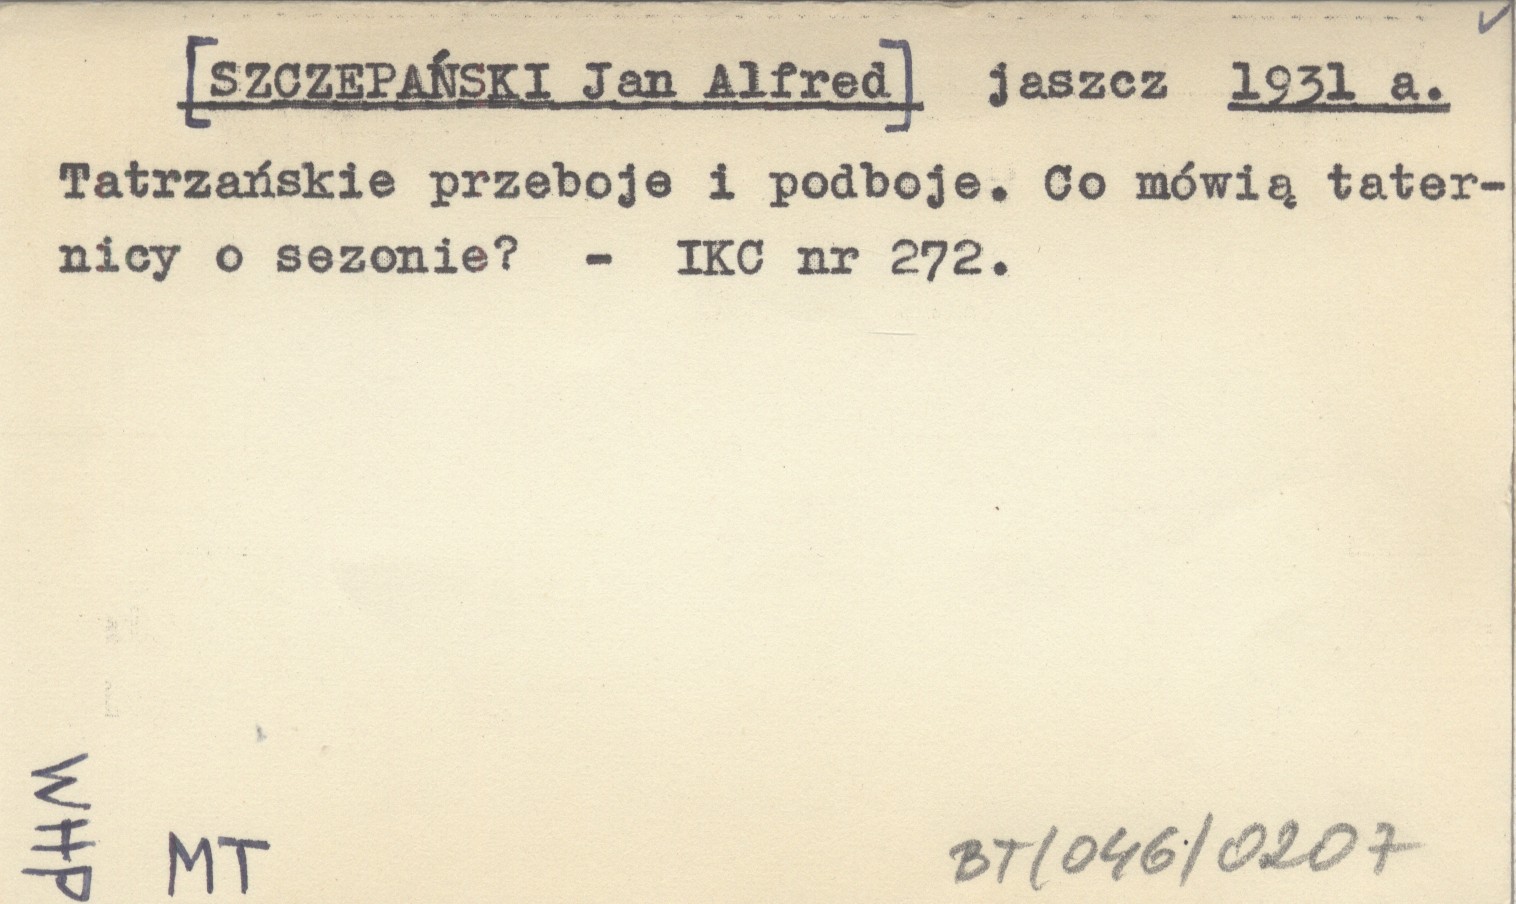 [SZCZEPAŃSKI Jan Alfred] jaszcz 1931 a.
Tatrzańskie przeboje i podboje. Co mówią tater-
nicy o sezonie? - IKC nr 272.
WHP
MT
BT/046/0207